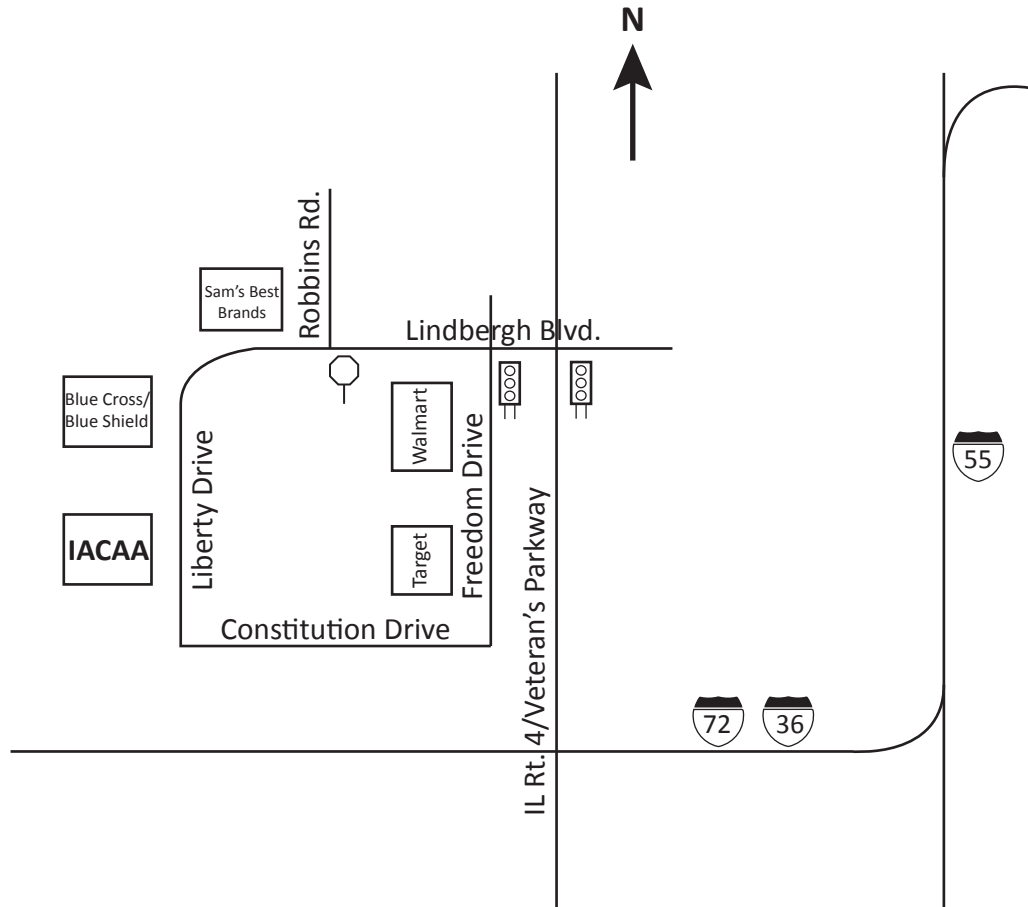 N
Robbins Rd.
Sam's Best
Brands
Lindbergh Blvd.
Blue Cross/
Blue Shield
Walmart
Liberty Drive
Freedom Drive
55
IACAA
Target
IL Rt. 4/Veteran's Parkway
Constitution Drive
72
36